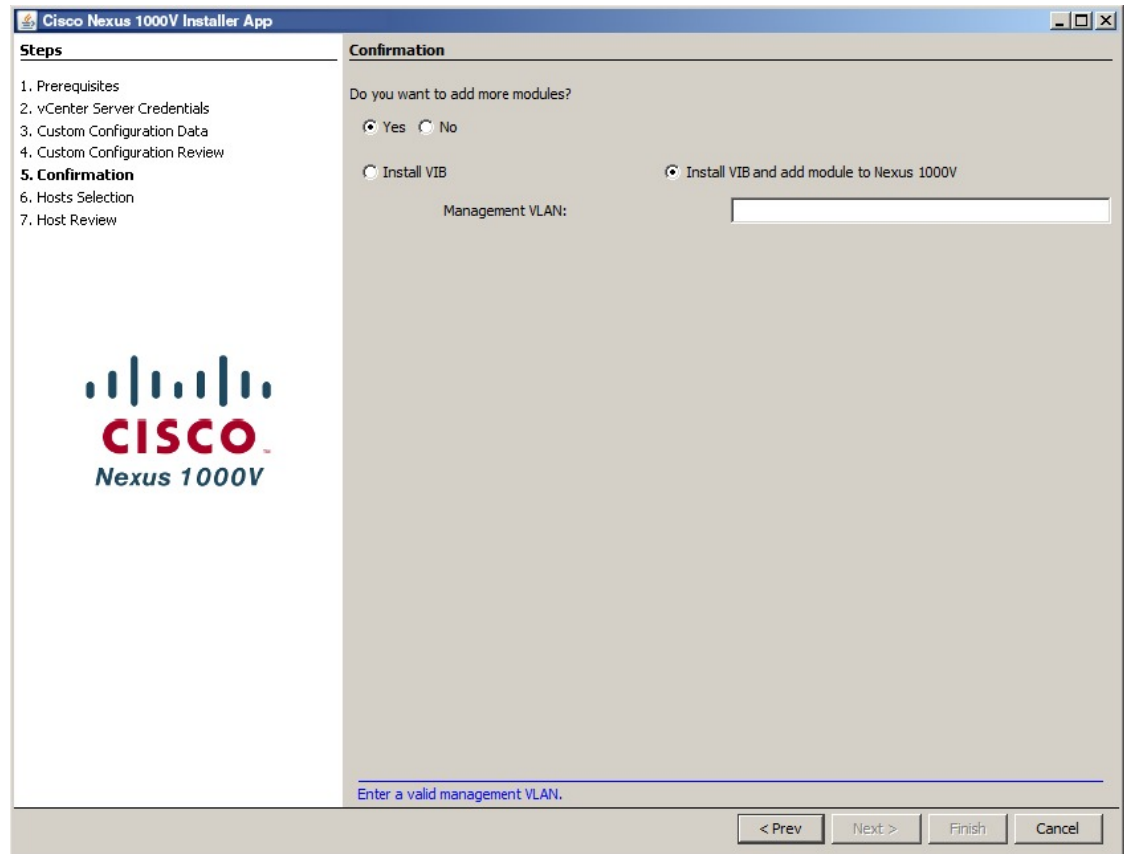 Cisco Nexus 1000V Installer App
Steps
1. Prerequisites
2. vCenter Server Credentials
3. Custom Configuration Data
4. Custom Configuration Review
5. Confirmation
6. Hosts Selection
7. Host Review
CISCO™
Nexus 1000V
Confirmation
Do you want to add more modules?
Yes No
Install VIB Install VIB and add module to Nexus 1000V
Management VLAN:
Enter a valid management VLAN.
< Prev Next > Finish Cancel